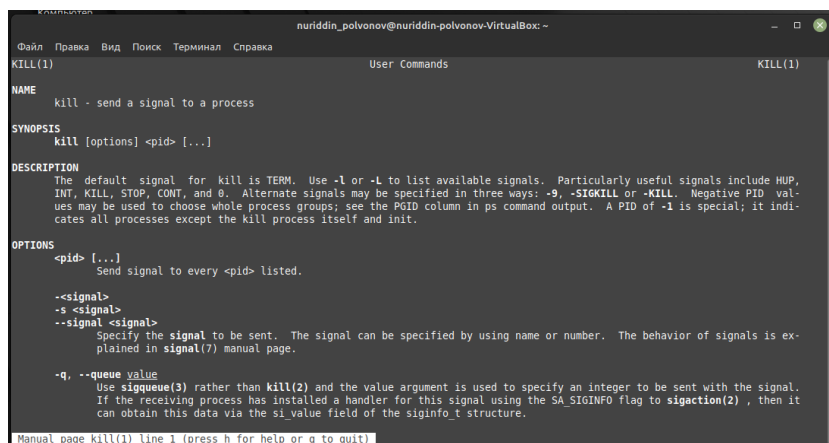 Компьютер
nuriddin_polvonov@nuriddin-polvonov-VirtualBox: ~
Файл Правка Вид Поиск Терминал Справка
KILL(1) User Commands KILL(1)
NAME
kill - send a signal to a process
SYNOPSIS
kill [options] <pid> [...]
DESCRIPTION
The default signal for kill is TERM. Use -l or -L to list available signals. Particularly useful signals include HUP,
INT, KILL, STOP, CONT, and 0. Alternate signals may be specified in three ways: -9, -SIGKILL or -KILL. Negative PID val-
ues may be used to choose whole process groups; see the PGID column in ps command output. A PID of -1 is special; it indi-
cates all processes except the kill process itself and init.
OPTIONS
<pid> [...]
Send signal to every <pid> listed.
-<signal>
-s <signal>
--signal <signal>
Specify the signal to be sent. The signal can be specified by using name or number. The behavior of signals is ex-
plained in signal(7) manual page.
-q, --queue value
Use sigqueue(3) rather than kill(2) and the value argument is used to specify an integer to be sent with the signal.
If the receiving process has installed a handler for this signal using the SA_SIGINFO flag to sigaction(2) , then it
can obtain this data via the si_value field of the siginfo_t structure.
Manual page kill(1) line 1 (press h for help or q to quit)